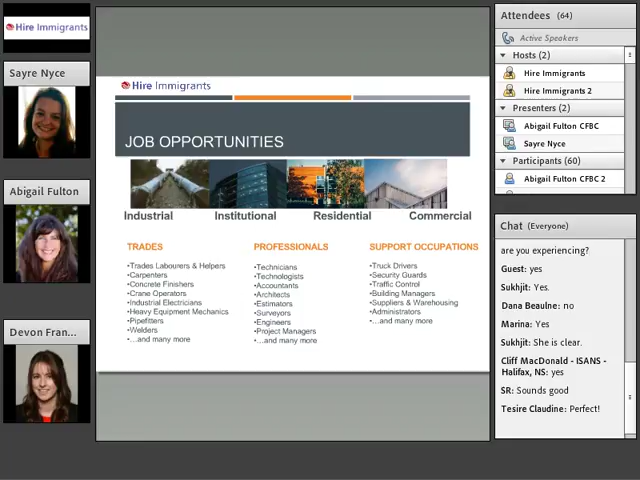 Hire Immigrants
Sayre Nyce
Abigail Fulton
Devon Fran...
Hire Immigrants
JOB OPPORTUNITIES
Industrial
Institutional
Residential
Commercial
TRADES
•Trades Labourers & Helpers
•Carpenters
•Concrete Finishers
•Crane Operators
•Industrial Electricians
•Heavy Equipment Mechanics
•Pipefitters
•Welders
•...and many more
PROFESSIONALS
•Technicians
•Technologists
•Accountants
•Architects
•Estimators
•Surveyors
•Engineers
•Project Managers
•...and many more
SUPPORT OCCUPATIONS
•Truck Drivers
•Security Guards
•Traffic Control
•Building Managers
•Suppliers & Warehousing
•Administrators
•...and many more
Attendees (64)
Active Speakers
Hosts (2)
Hire Immigrants
Hire Immigrants 2
Presenters (2)
Abigail Fulton CFBC
Sayre Nyce
Participants (60)
Abigail Fulton CFBC 2
Chat (Everyone)
are you experiencing?
Guest: yes
Sukhjit: Yes.
Dana Beaulne: no
Marina: Yes
Sukhjit: She is clear.
Cliff MacDonald - ISANS -
Halifax, NS: yes
SR: Sounds good
Tesire Claudine: Perfect!